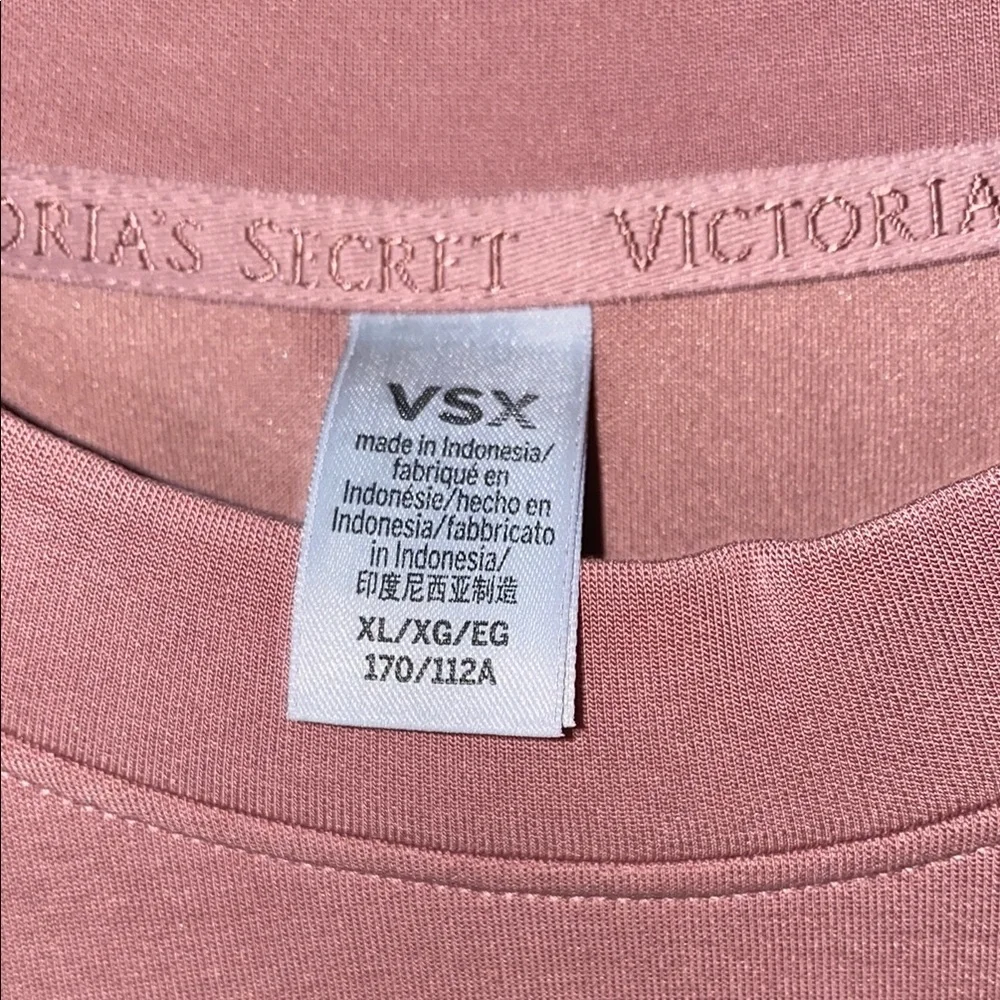 ORIA'S SECRET VICTORIA
VSX
made in Indonesia/
fabriqué en
Indonésie/hecho en
Indonesia/fabbricato
in Indonesia/
印度尼西亚制造
XL/XG/EG
170/112A